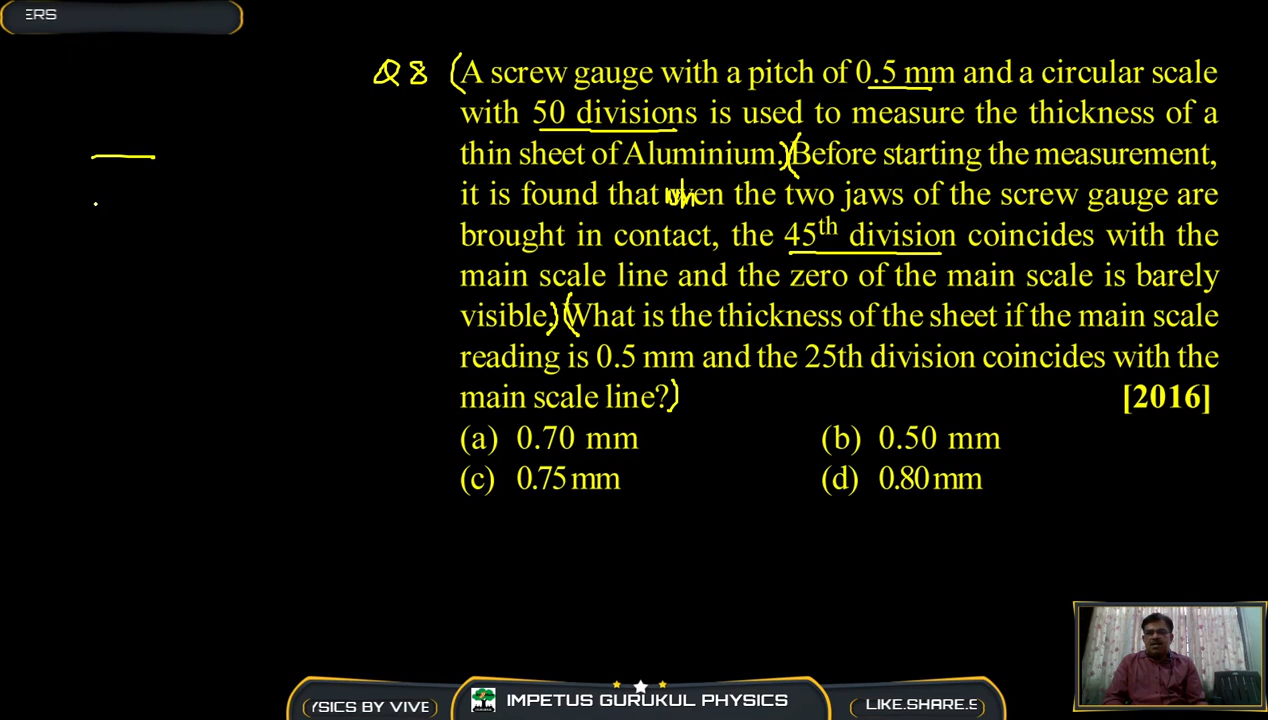 ERS
Q8 (A screw gauge with a pitch of 0.5 mm and a circular scale
with 50 divisions is used to measure the thickness of a
thin sheet of Aluminium.)(Before starting the measurement,
it is found that when the two jaws of the screw gauge are
brought in contact, the 45th division coincides with the
main scale line and the zero of the main scale is barely
visible.)(What is the thickness of the sheet if the main scale
reading is 0.5 mm and the 25th division coincides with the
main scale line?) [2016]
(a) 0.70 mm (b) 0.50 mm
(c) 0.75 mm (d) 0.80 mm
YSICS BY VIVE IMPETUS GURUKUL PHYSICS LIKE.SHARE.S